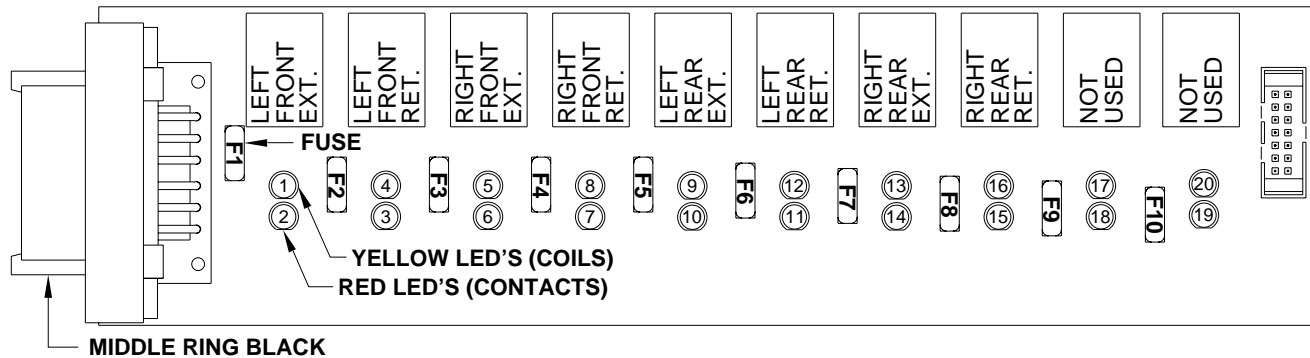 LEFT
FRONT
EXT.
LEFT
FRONT
RET.
RIGHT
FRONT
EXT.
RIGHT
FRONT
RET.
LEFT
REAR
EXT.
LEFT
REAR
RET.
RIGHT
REAR
EXT.
RIGHT
REAR
RET.
NOT
USED
NOT
USED
F1
FUSE
F2
F3
F4
F5
F6
F7
F8
F9
F10
1
4
5
8
9
12
13
16
17
20
2
3
6
7
10
11
14
15
18
19
YELLOW LED'S (COILS)
RED LED'S (CONTACTS)
MIDDLE RING BLACK